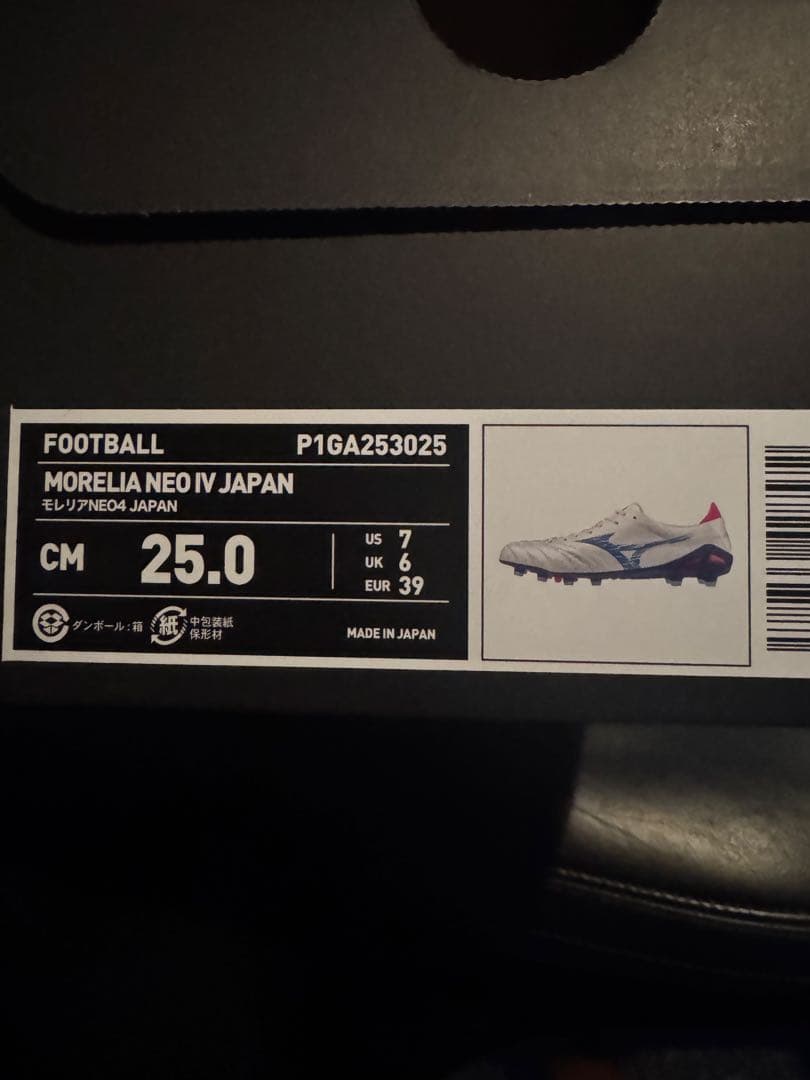 FOOTBALL P1GA253025
MORELIA NEO IV JAPAN
モレリアNEO4 JAPAN
CM 25.0
US 7
UK 6
EUR 39
ダンボール:箱
紙 中包装紙
保形材
MADE IN JAPAN